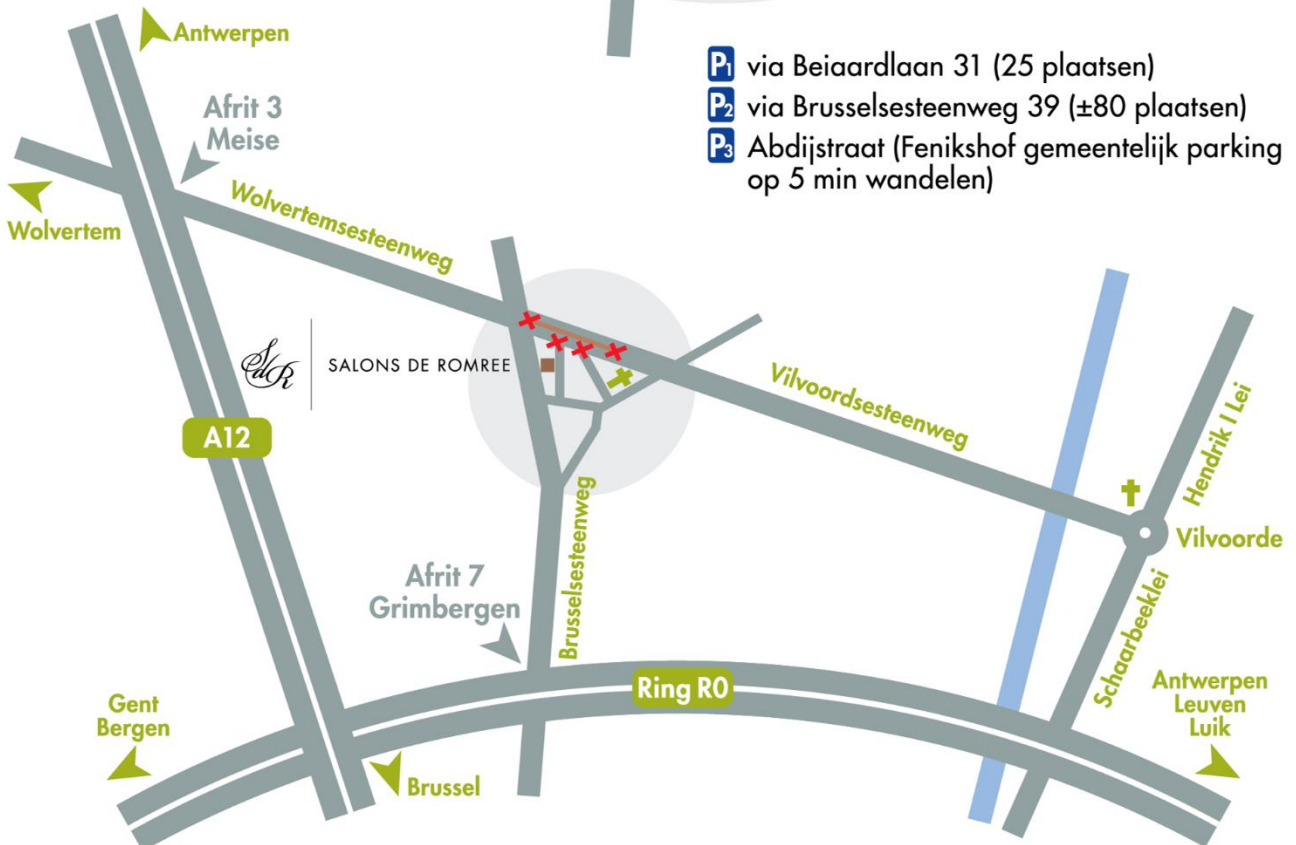 Antwerpen
P1 via Beiaardlaan 31 (25 plaatsen)
P2 via Brusselsesteenweg 39 (±80 plaatsen)
P3 Abdijstraat (Fenikshof gemeentelijk parking
op 5 min wandelen)
Afrit 3
Meise
Wolvertem
Wolvertemsesteenweg
SdR
SALONS DE ROMREE
A12
Vilvoordsesteenweg
Hendrik I Lei
Vilvoorde
Brusselsesteenweg
Afrit 7
Grimbergen
Schaarbeeklei
Ring R0
Gent
Bergen
Brussel
Antwerpen
Leuven
Luik